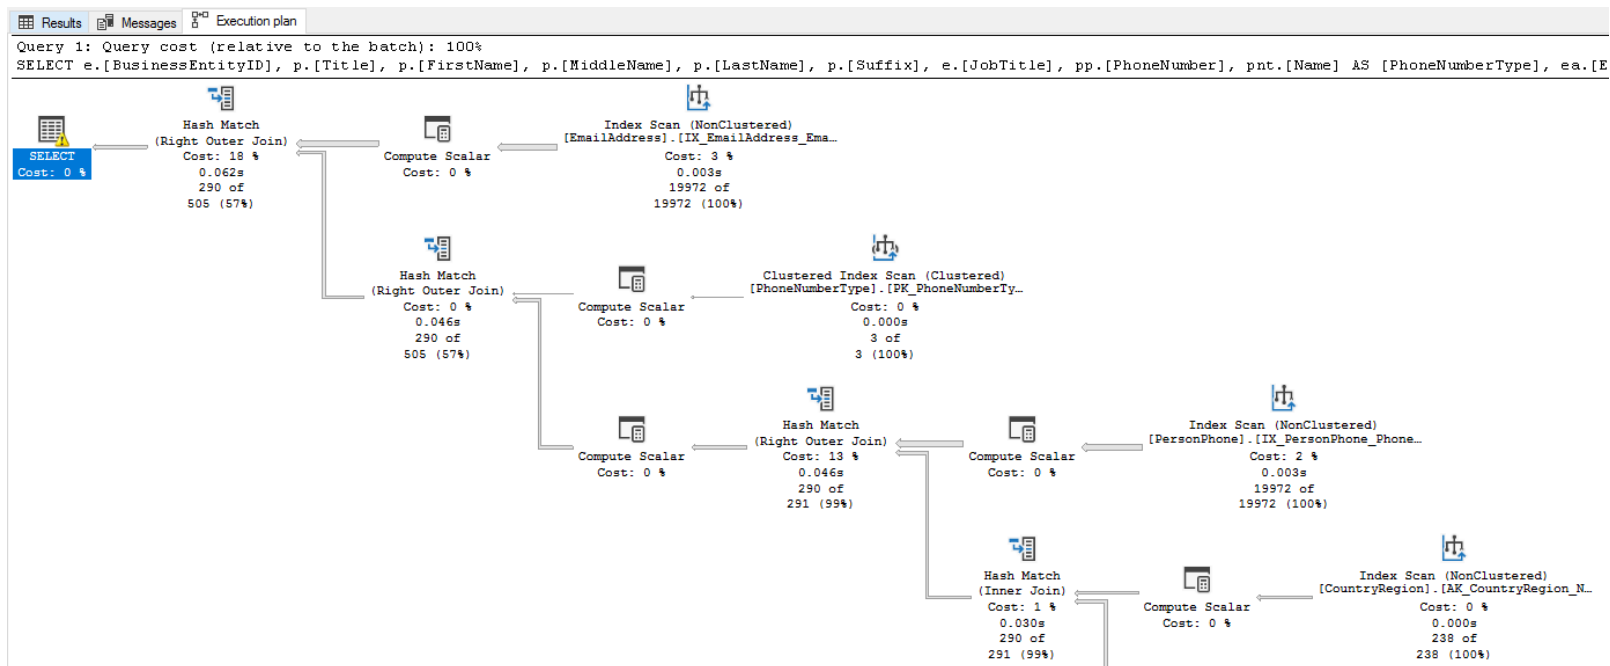 Results Messages Execution plan
Query 1: Query cost (relative to the batch): 100%
SELECT e.[BusinessEntityID], p.[Title], p.[FirstName], p.[MiddleName], p.[LastName], p.[Suffix], e.[JobTitle], pp.[PhoneNumber], pnt.[Name] AS [PhoneNumberType], ea.[E
SELECT
Cost: 0 %
Hash Match
(Right Outer Join)
Cost: 18 %
0.062s
290 of
505 (57%)
Compute Scalar
Cost: 0 %
Index Scan (NonClustered)
[EmailAddress].[IX_EmailAddress_Ema...
Cost: 3 %
0.003s
19972 of
19972 (100%)
Hash Match
(Right Outer Join)
Cost: 0 %
0.046s
290 of
505 (57%)
Compute Scalar
Cost: 0 %
Clustered Index Scan (Clustered)
[PhoneNumberType].[PK_PhoneNumberTy...
Cost: 0 %
0.000s
3 of
3 (100%)
Compute Scalar
Cost: 0 %
Hash Match
(Right Outer Join)
Cost: 13 %
0.046s
290 of
291 (99%)
Compute Scalar
Cost: 0 %
Index Scan (NonClustered)
[PersonPhone].[IX_PersonPhone_Phone...
Cost: 2 %
0.003s
19972 of
19972 (100%)
Hash Match
(Inner Join)
Cost: 1 %
0.030s
290 of
291 (99%)
Compute Scalar
Cost: 0 %
Index Scan (NonClustered)
[CountryRegion].[AK_CountryRegion_N...
Cost: 0 %
0.000s
238 of
238 (100%)